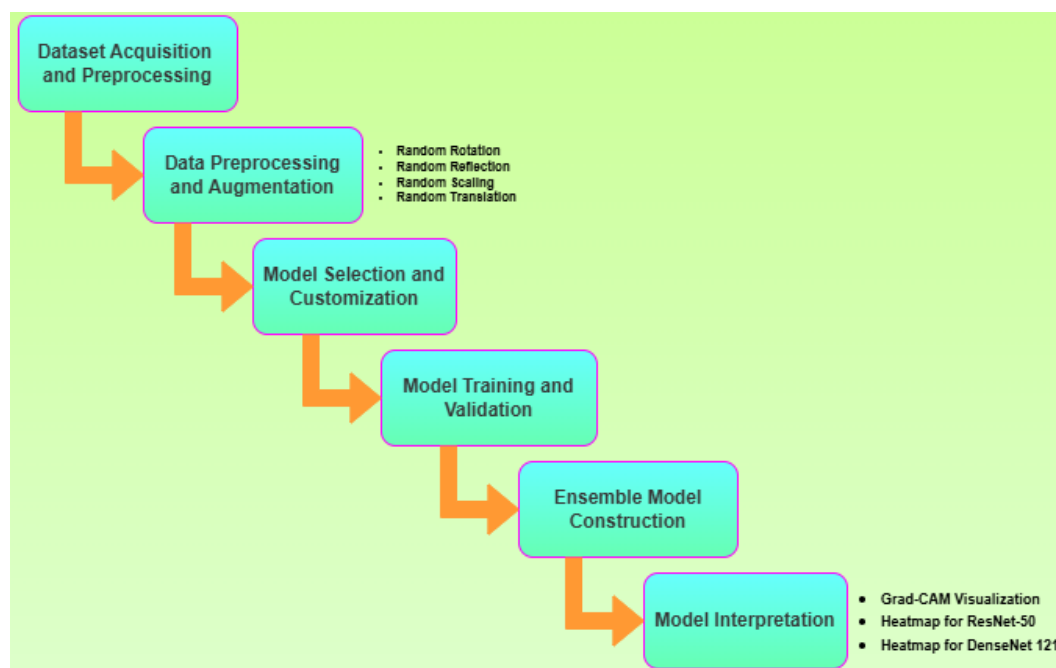 Dataset Acquisition
and Preprocessing
Data Preprocessing
and Augmentation
• Random Rotation
• Random Reflection
• Random Scaling
• Random Translation
Model Selection and
Customization
Model Training and
Validation
Ensemble Model
Construction
Model Interpretation
• Grad-CAM Visualization
• Heatmap for ResNet-50
• Heatmap for DenseNet 121